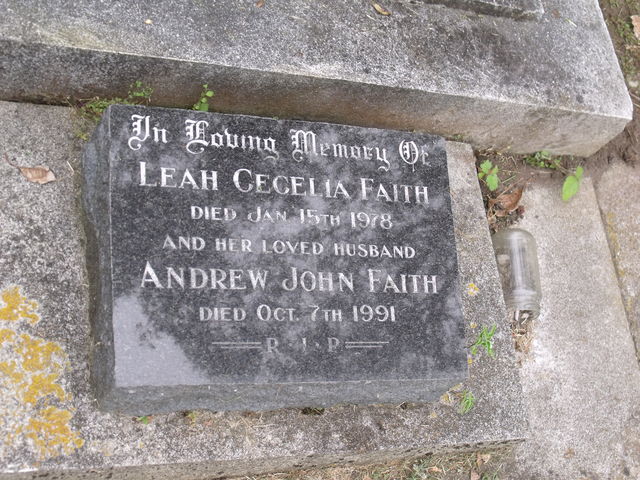 In Loving Memory Of
LEAH CECELIA FAITH
DIED JAN 15TH 1978
AND HER LOVED HUSBAND
ANDREW JOHN FAITH
DIED OCT. 7TH 1991
R.I.P